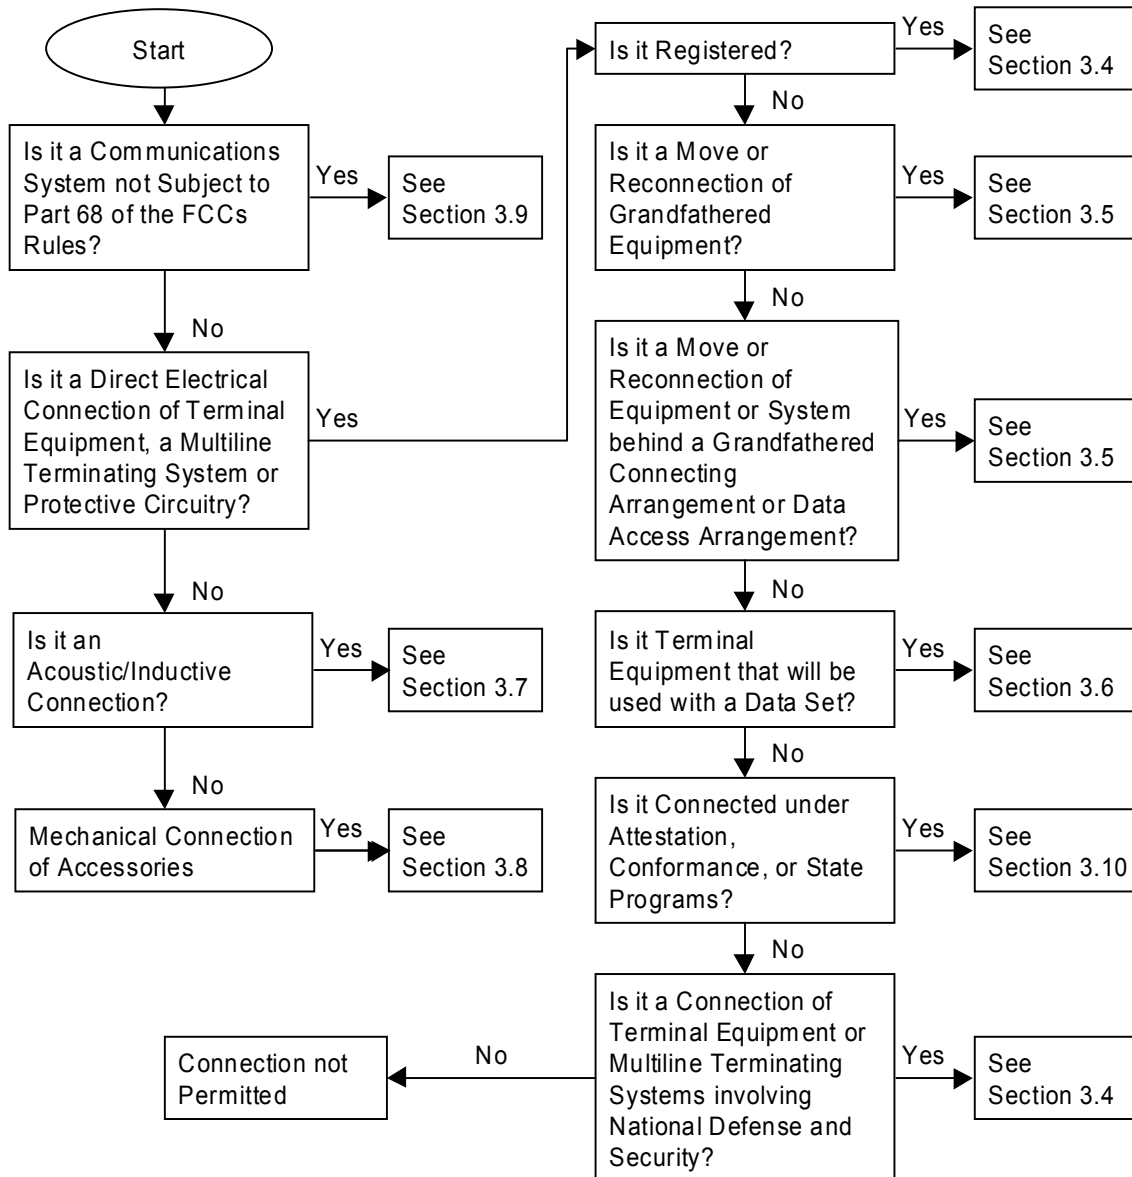 Start
Is it a Communications
System not Subject to
Part 68 of the FCCs
Rules?
Yes
See
Section 3.9
No
Is it a Direct Electrical
Connection of Terminal
Equipment, a Multiline
Terminating System or
Protective Circuitry?
Yes
No
Is it an
Acoustic/Inductive
Connection?
Yes
See
Section 3.7
No
Mechanical Connection
of Accessories
Yes
See
Section 3.8
Is it Registered?
Yes
See
Section 3.4
No
Is it a Move or
Reconnection of
Grandfathered
Equipment?
Yes
See
Section 3.5
No
Is it a Move or
Reconnection of
Equipment or System
behind a Grandfathered
Connecting
Arrangement or Data
Access Arrangement?
Yes
See
Section 3.5
No
Is it Terminal
Equipment that will be
used with a Data Set?
Yes
See
Section 3.6
No
Is it Connected under
Attestation,
Conformance, or State
Programs?
Yes
See
Section 3.10
No
Is it a Connection of
Terminal Equipment or
Multiline Terminating
Systems involving
National Defense and
Security?
Yes
See
Section 3.4
No
Connection not
Permitted